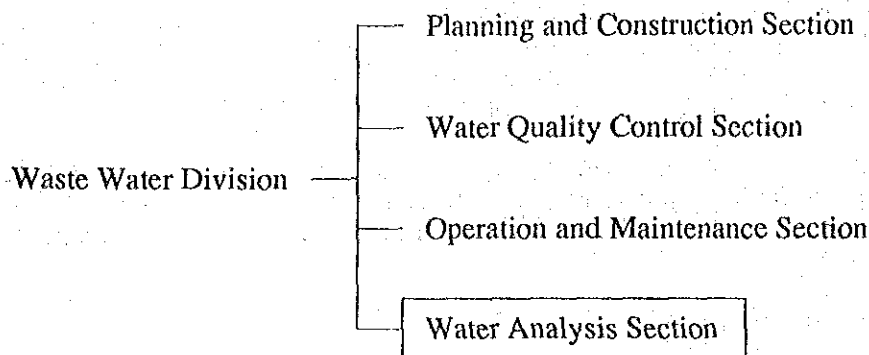 Planning and Construction Section
Water Quality Control Section
Waste Water Division
Operation and Maintenance Section
Water Analysis Section